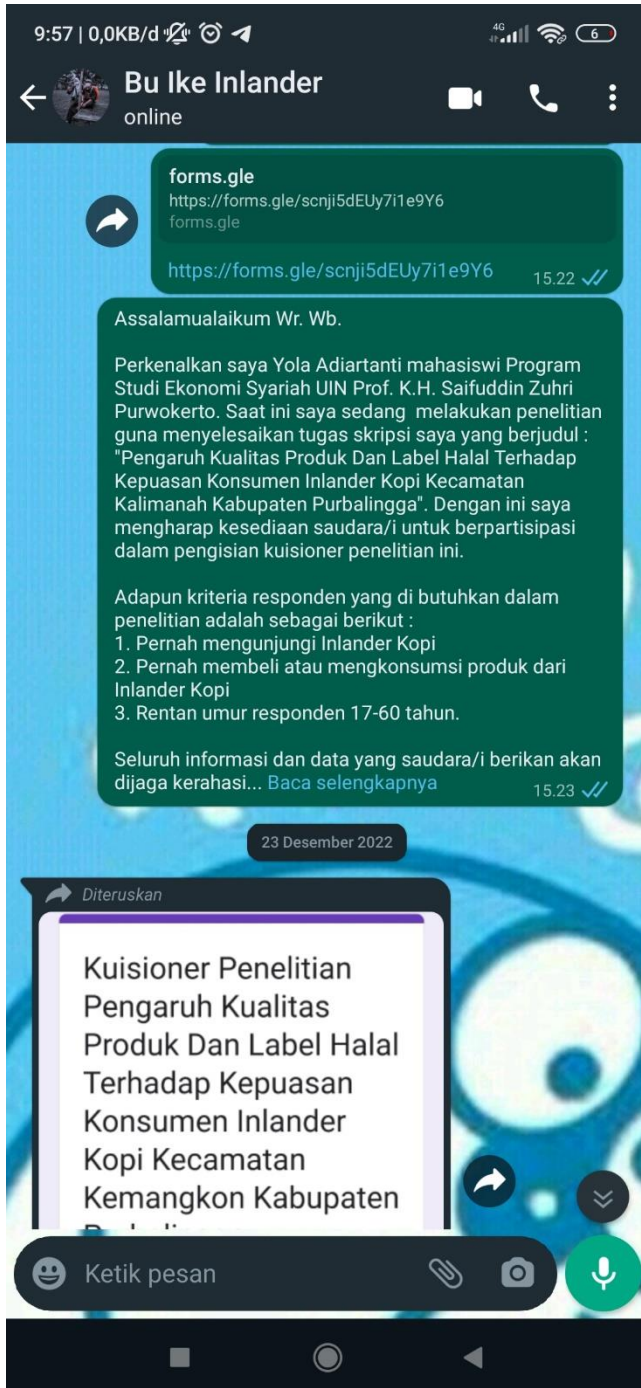 9:57 | 0,0KB/d
4G
6
Bu Ike Inlander
online
forms.gle
https://forms.gle/scnji5dEUy7i1e9Y6
forms.gle
https://forms.gle/scnji5dEUy7i1e9Y6
15.22
Assalamualaikum Wr. Wb.
Perkenalkan saya Yola Adiartanti mahasiswi Program
Studi Ekonomi Syariah UIN Prof. K.H. Saifuddin Zuhri
Purwokerto. Saat ini saya sedang melakukan penelitian
guna menyelesaikan tugas skripsi saya yang berjudul :
"Pengaruh Kualitas Produk Dan Label Halal Terhadap
Kepuasan Konsumen Inlander Kopi Kecamatan
Kalimanah Kabupaten Purbalingga". Dengan ini saya
mengharap kesediaan saudara/i untuk berpartisipasi
dalam pengisian kuisioner penelitian ini.
Adapun kriteria responden yang di butuhkan dalam
penelitian adalah sebagai berikut :
1. Pernah mengunjungi Inlander Kopi
2. Pernah membeli atau mengkonsumsi produk dari
Inlander Kopi
3. Rentan umur responden 17-60 tahun.
Seluruh informasi dan data yang saudara/i berikan akan
dijaga kerahasi... Baca selengkapnya
15.23
23 Desember 2022
Diteruskan
Kuisioner Penelitian
Pengaruh Kualitas
Produk Dan Label Halal
Terhadap Kepuasan
Konsumen Inlander
Kopi Kecamatan
Kemangkon Kabupaten
Ketik pesan